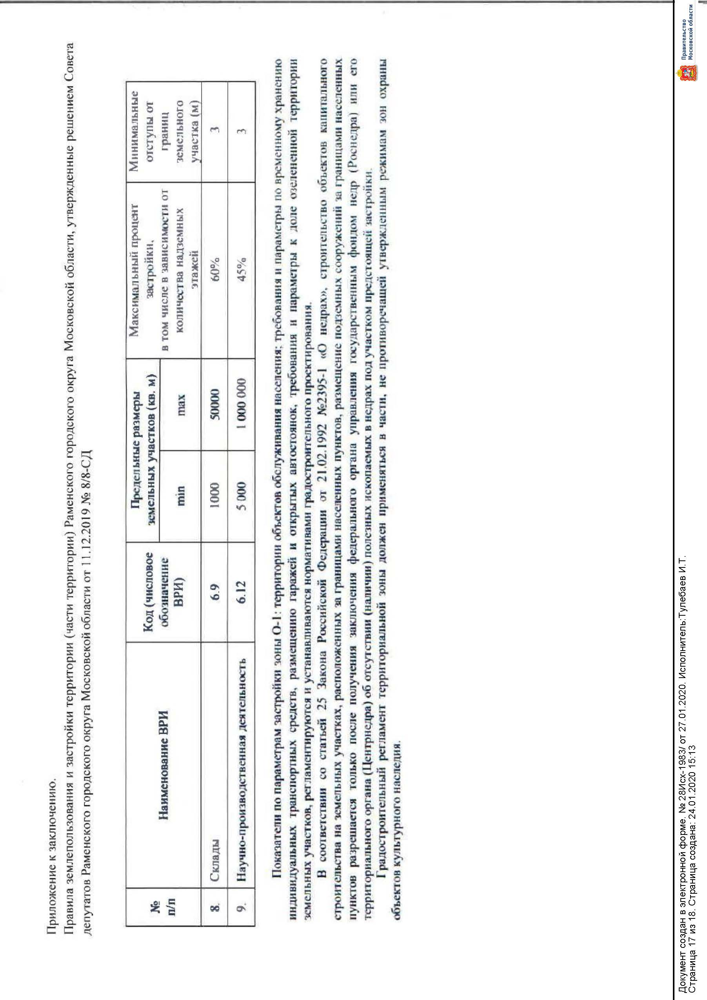 Приложение к заключению.
Правила землепользования и застройки территории (части территории) Раменского городского округа Московской области, утвержденные решением Совета
депутатов Раменского городского округа Московской области от 11.12.2019 № 8/8-СД
№ п/п
Наименование ВРИ
Код (числовое обозначение ВРИ)
Предельные размеры земельных участков (кв. м)
min
max
Максимальный процент застройки, в том числе в зависимости от количества надземных этажей
Минимальные отступы от границ земельного участка (м)
8. Склады 6.9 1000 50000 60% 3
9. Научно-производственная деятельность 6.12 5 000 1 000 000 45% 3
Показатели по параметрам застройки зоны О-1: территории объектов обслуживания населения; требования и параметры по временному хранению
индивидуальных транспортных средств, размещению гаражей и открытых автостоянок, требования и параметры к доле озелененной территории
земельных участков, регламентируются и устанавливаются нормативами градостроительного проектирования.
В соответствии со статьей 25 Закона Российской Федерации от 21.02.1992 №2395-1 «О недрах», строительство объектов капитального
строительства на земельных участках, расположенных за границами населенных пунктов, размещение подземных сооружений за границами населенных
пунктов разрешается только после получения заключения федерального органа управления государственным фондом недр (Роснедра) или его
территориального органа (Центрнедра) об отсутствии (наличии) полезных ископаемых в недрах под участком предстоящей застройки.
Градостроительный регламент территориальной зоны должен применяться в части, не противоречащей утвержденным режимам зон охраны
объектов культурного наследия.
Документ создан в электронной форме. № 28Исх-1983/ от 27.01.2020. Исполнитель:Тулебаев И.Т.
Страница 17 из 18. Страница создана: 24.01.2020 15:13
Правительство
Московской области